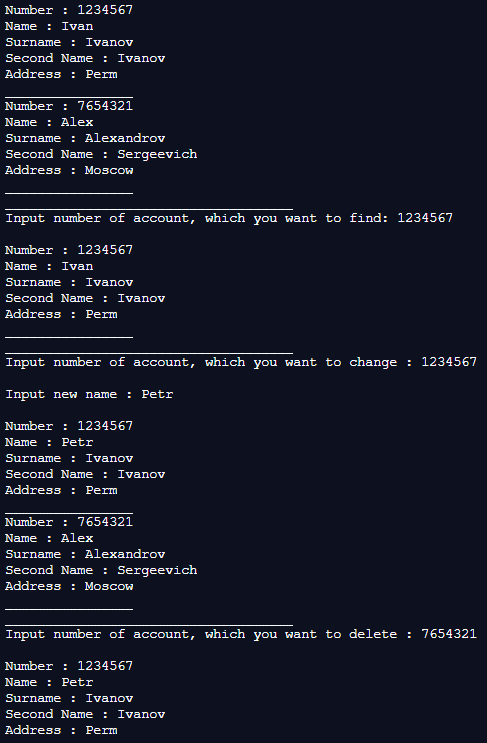 Number : 1234567
Name : Ivan
Surname : Ivanov
Second Name : Ivanov
Address : Perm
________________
Number : 7654321
Name : Alex
Surname : Alexandrov
Second Name : Sergeevich
Address : Moscow
________________
____________________________________
Input number of account, which you want to find: 1234567
Number : 1234567
Name : Ivan
Surname : Ivanov
Second Name : Ivanov
Address : Perm
________________
____________________________________
Input number of account, which you want to change : 1234567
Input new name : Petr
Number : 1234567
Name : Petr
Surname : Ivanov
Second Name : Ivanov
Address : Perm
________________
Number : 7654321
Name : Alex
Surname : Alexandrov
Second Name : Sergeevich
Address : Moscow
________________
____________________________________
Input number of account, which you want to delete : 7654321
Number : 1234567
Name : Petr
Surname : Ivanov
Second Name : Ivanov
Address : Perm